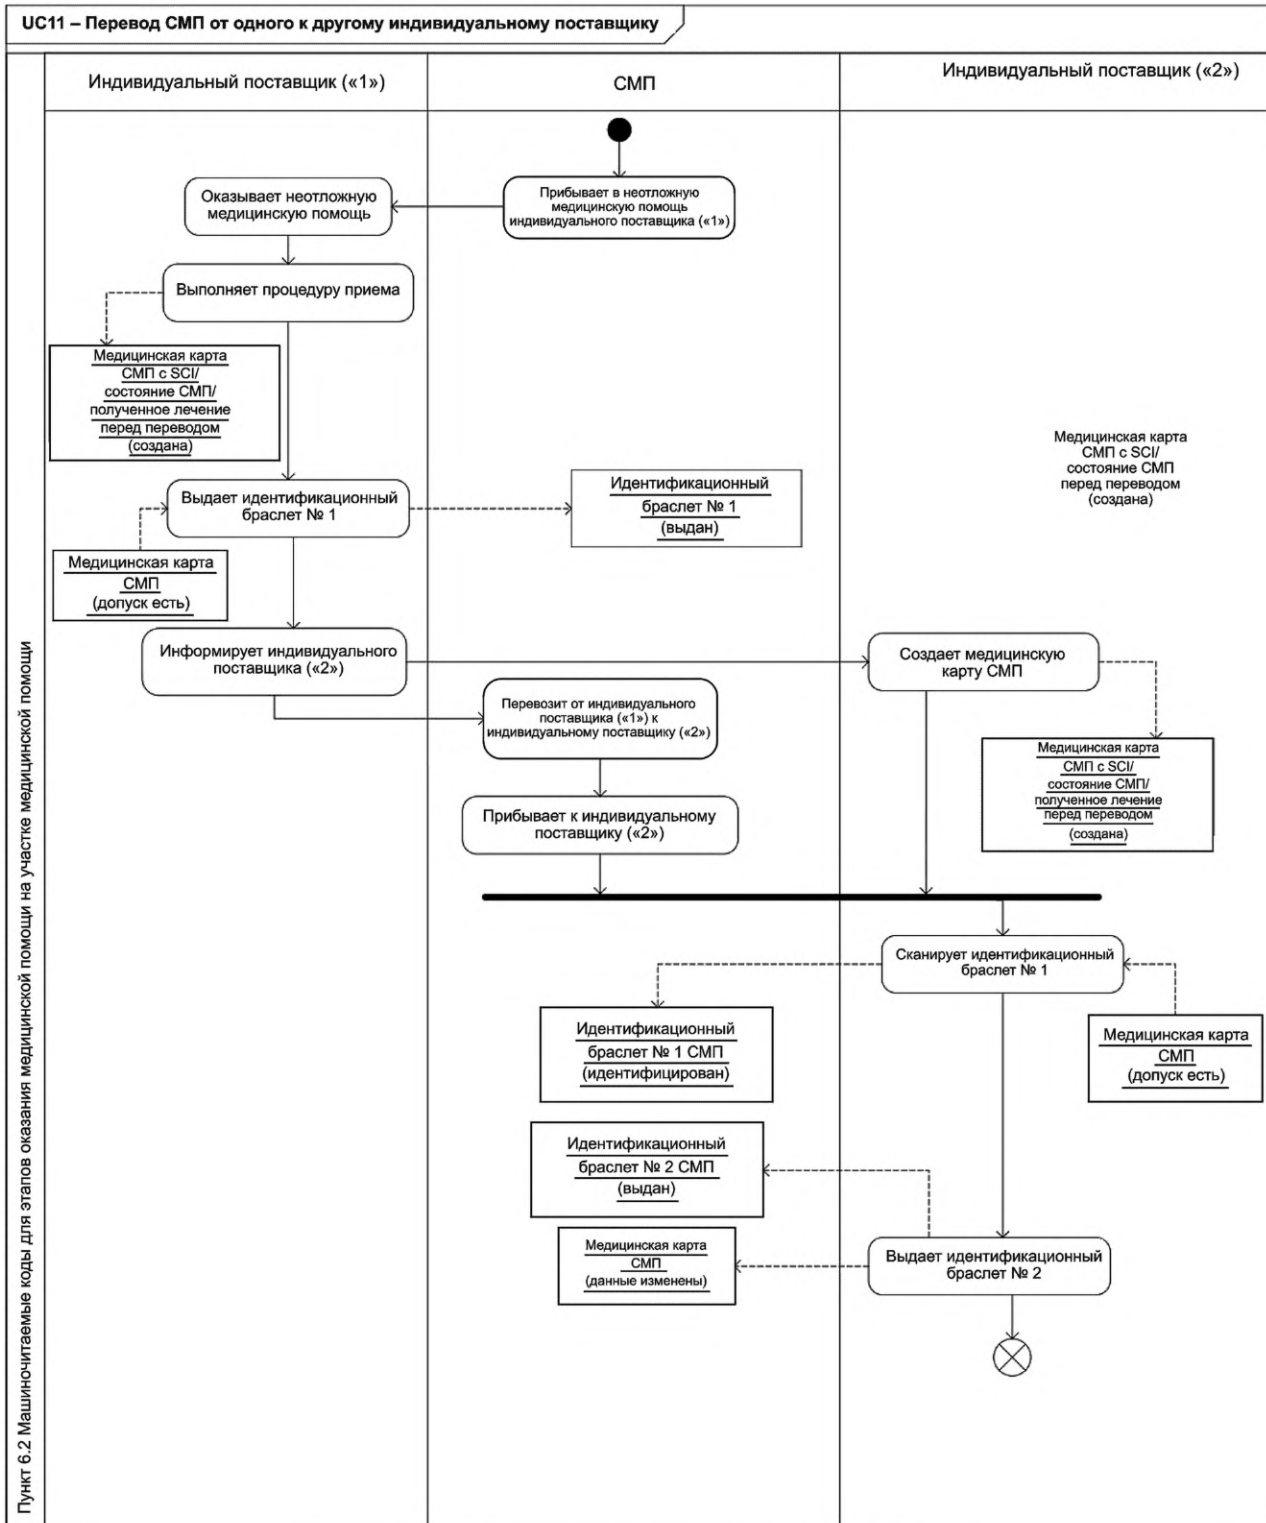 UC11 – Перевод СМП от одного к другому индивидуальному поставщику
Индивидуальный поставщик («1»)
СМП
Индивидуальный поставщик («2»)
Прибывает в неотложную
медицинскую помощь
индивидуального поставщика («1»)
Оказывает неотложную
медицинскую помощь
Выполняет процедуру приема
Медицинская карта
СМП с SCI/
состояние СМП/
полученное лечение
перед переводом
(создана)
Медицинская карта
СМП с SCI/
состояние СМП
перед переводом
(создана)
Выдает идентификационный
браслет № 1
Идентификационный
браслет № 1
(выдан)
Медицинская карта
СМП
(допуск есть)
Информирует индивидуального
поставщика («2»)
Создает медицинскую
карту СМП
Перевозит от индивидуального
поставщика («1») к
индивидуальному поставщику («2»)
Медицинская карта
СМП с SCI/
состояние СМП/
полученное лечение
перед переводом
(создана)
Прибывает к индивидуальному
поставщику («2»)
Сканирует идентификационный
браслет № 1
Идентификационный
браслет № 1 СМП
(идентифицирован)
Медицинская карта
СМП
(допуск есть)
Идентификационный
браслет № 2 СМП
(выдан)
Медицинская карта
СМП
(данные изменены)
Выдает идентификационный
браслет № 2
Пункт 6.2 Машиночитаемые коды для этапов оказания медицинской помощи на участке медицинской помощи